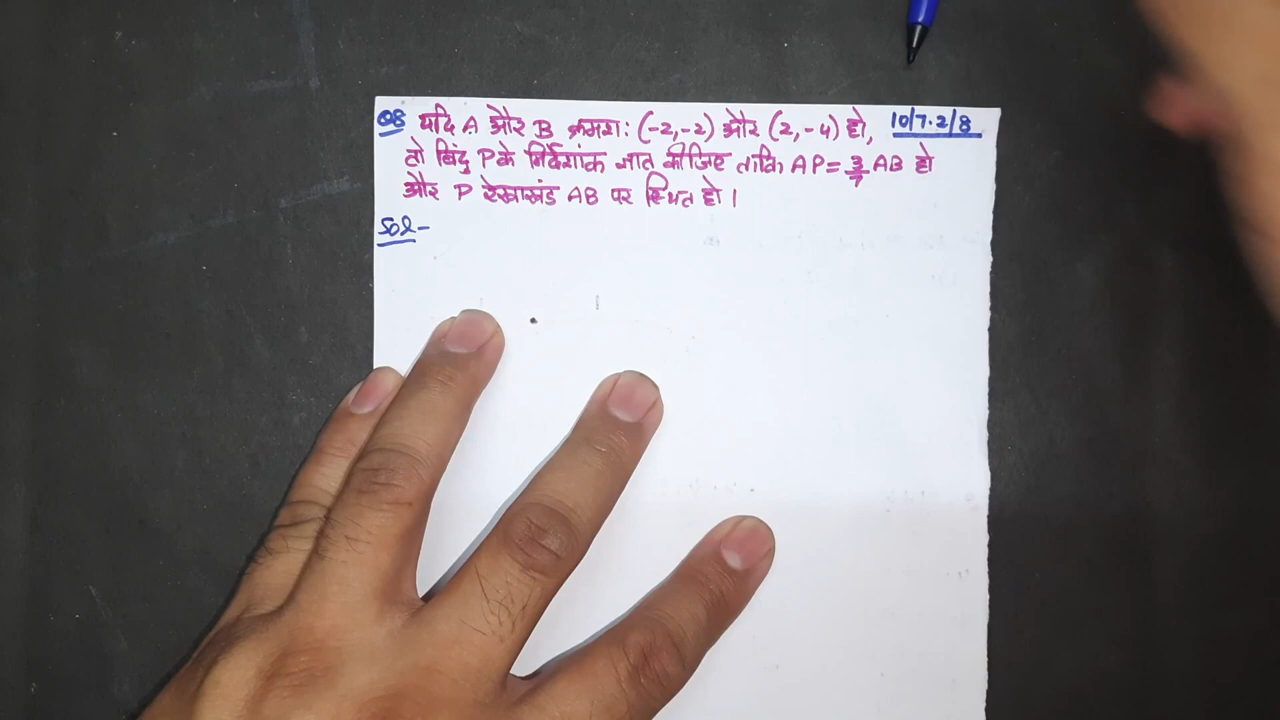 Q8 यदि A और B क्रमश: (-2,-2) और (2,-4) हो, 10/7.2/8
तो बिंदु P के निर्देशांक ज्ञात कीजिए ताकि AP = 3/7 AB हो
और P रेखाखंड AB पर स्थित हो।
Sol-